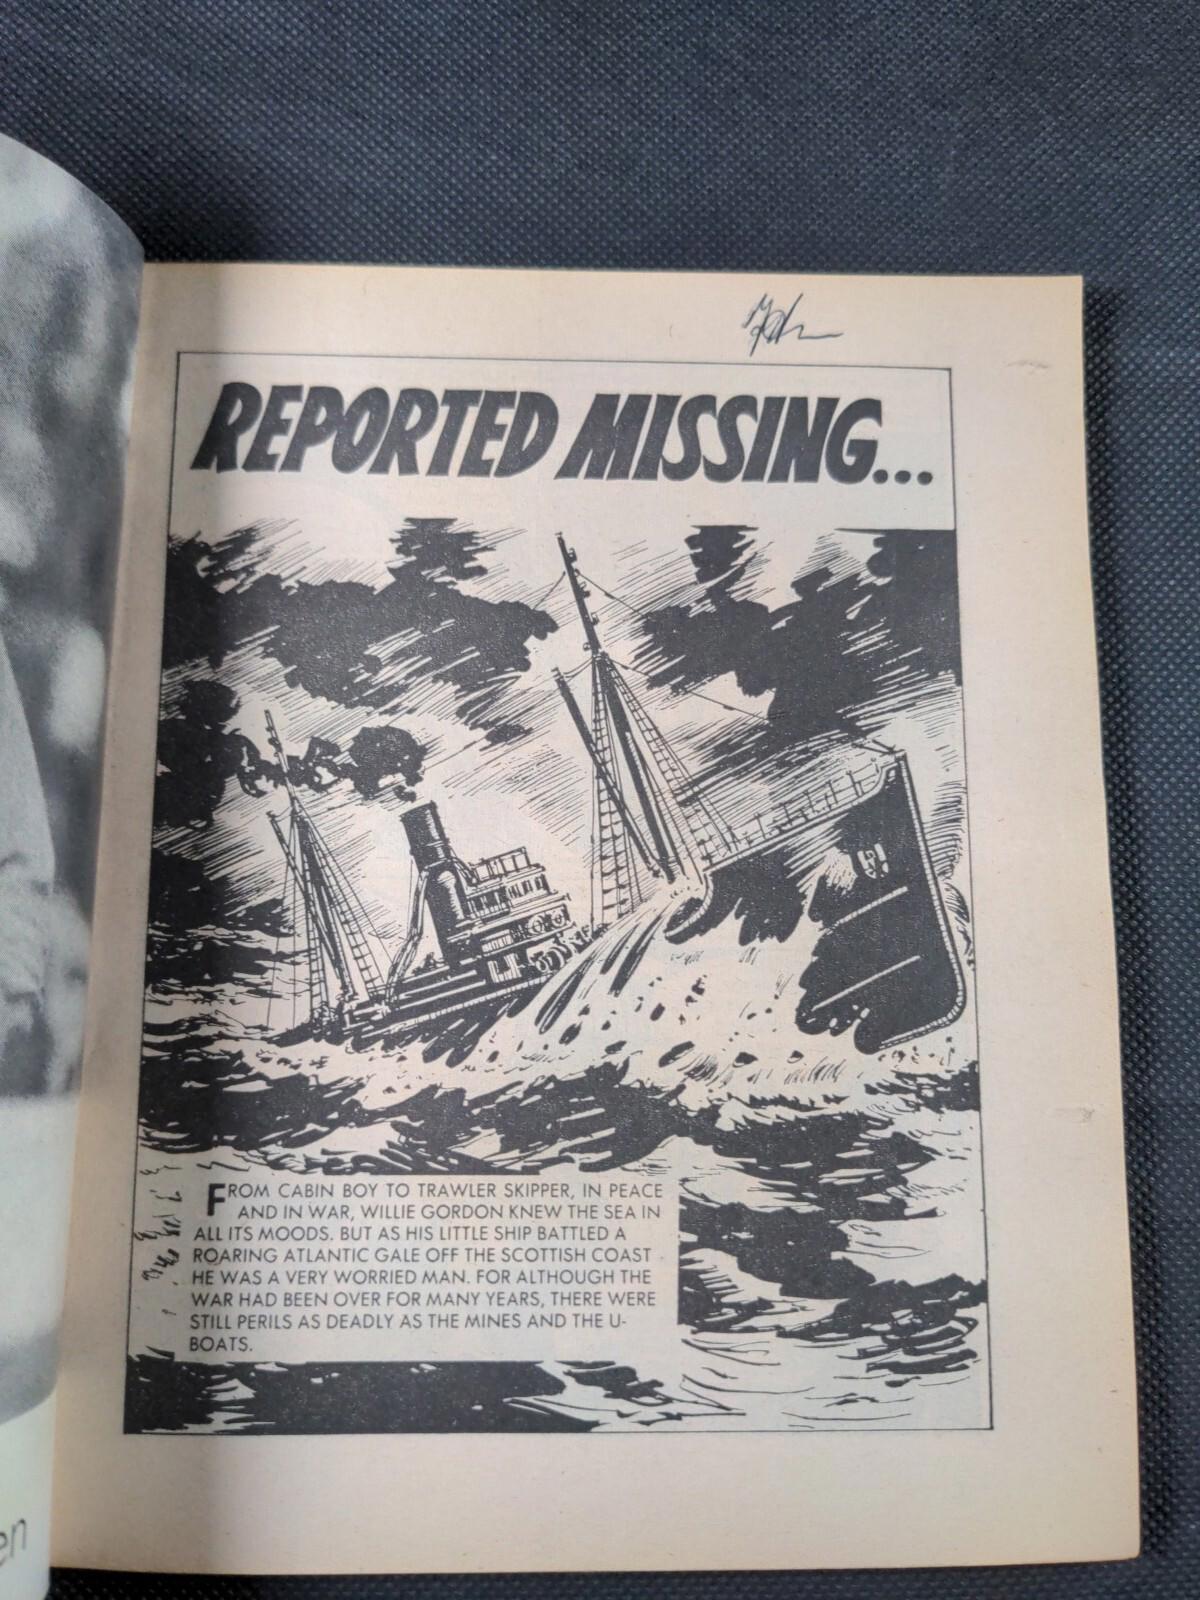 REPORTED MISSING...
FROM CABIN BOY TO TRAWLER SKIPPER, IN PEACE
AND IN WAR, WILLIE GORDON KNEW THE SEA IN
ALL ITS MOODS. BUT AS HIS LITTLE SHIP BATTLED A
ROARING ATLANTIC GALE OFF THE SCOTTISH COAST
HE WAS A VERY WORRIED MAN. FOR ALTHOUGH THE
WAR HAD BEEN OVER FOR MANY YEARS, THERE WERE
STILL PERILS AS DEADLY AS THE MINES AND THE U-
BOATS.